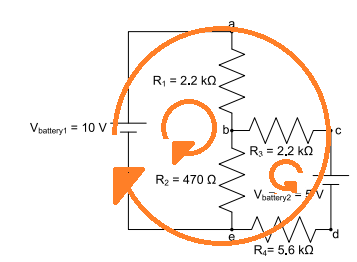 a
R1 = 2.2 kΩ
Vbattery1 = 10 V
b
c
R3 = 2.2 kΩ
R2 = 470 Ω
Vbattery2 = 5 V
e
d
R4= 5.6 kΩ